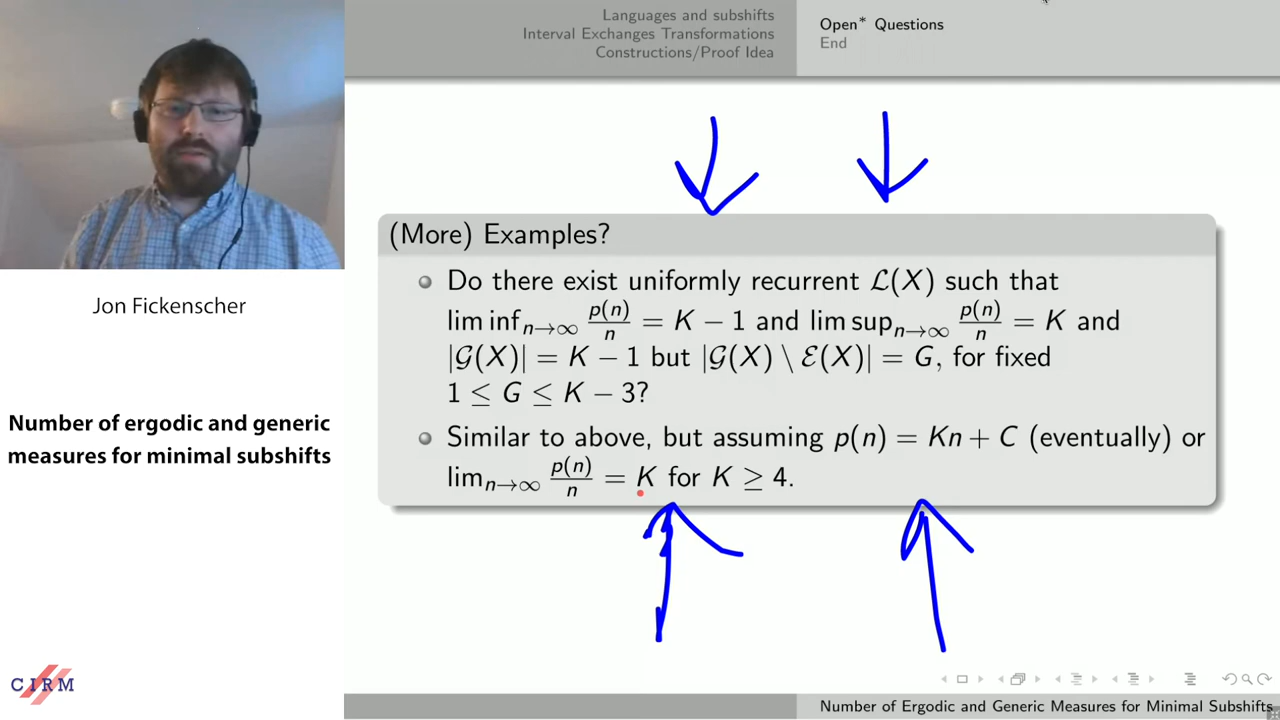 Languages and subshifts
Interval Exchanges Transformations
Constructions/Proof Idea
Open* Questions
End
(More) Examples?
Do there exist uniformly recurrent ℒ(X) such that
lim inf_{n→∞} p(n)/n = K − 1 and lim sup_{n→∞} p(n)/n = K and
|𝒢(X)| = K − 1 but |𝒢(X) \ ℰ(X)| = G, for fixed
1 ≤ G ≤ K − 3?
Similar to above, but assuming p(n) = Kn + C (eventually) or
lim_{n→∞} p(n)/n = K for K ≥ 4.
Jon Fickenscher
Number of ergodic and generic
measures for minimal subshifts
CIRM
Number of Ergodic and Generic Measures for Minimal Subshifts